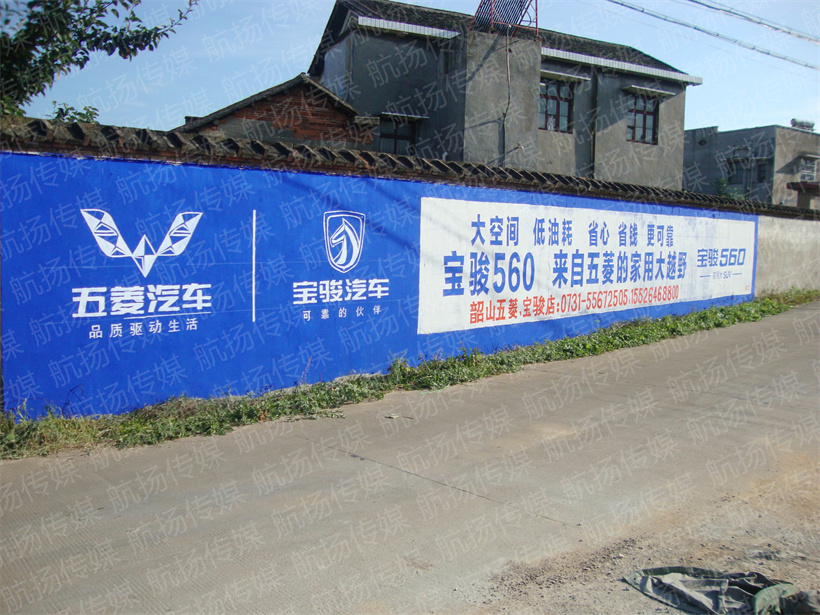 五菱汽车
品质驱动生活
宝骏汽车
可靠的伙伴
大空间 低油耗 省心 省钱 更可靠
宝骏560 来自五菱的家用大越野
韶山五菱、宝骏店:0731-55672505 15826468800
宝骏560
航扬传媒